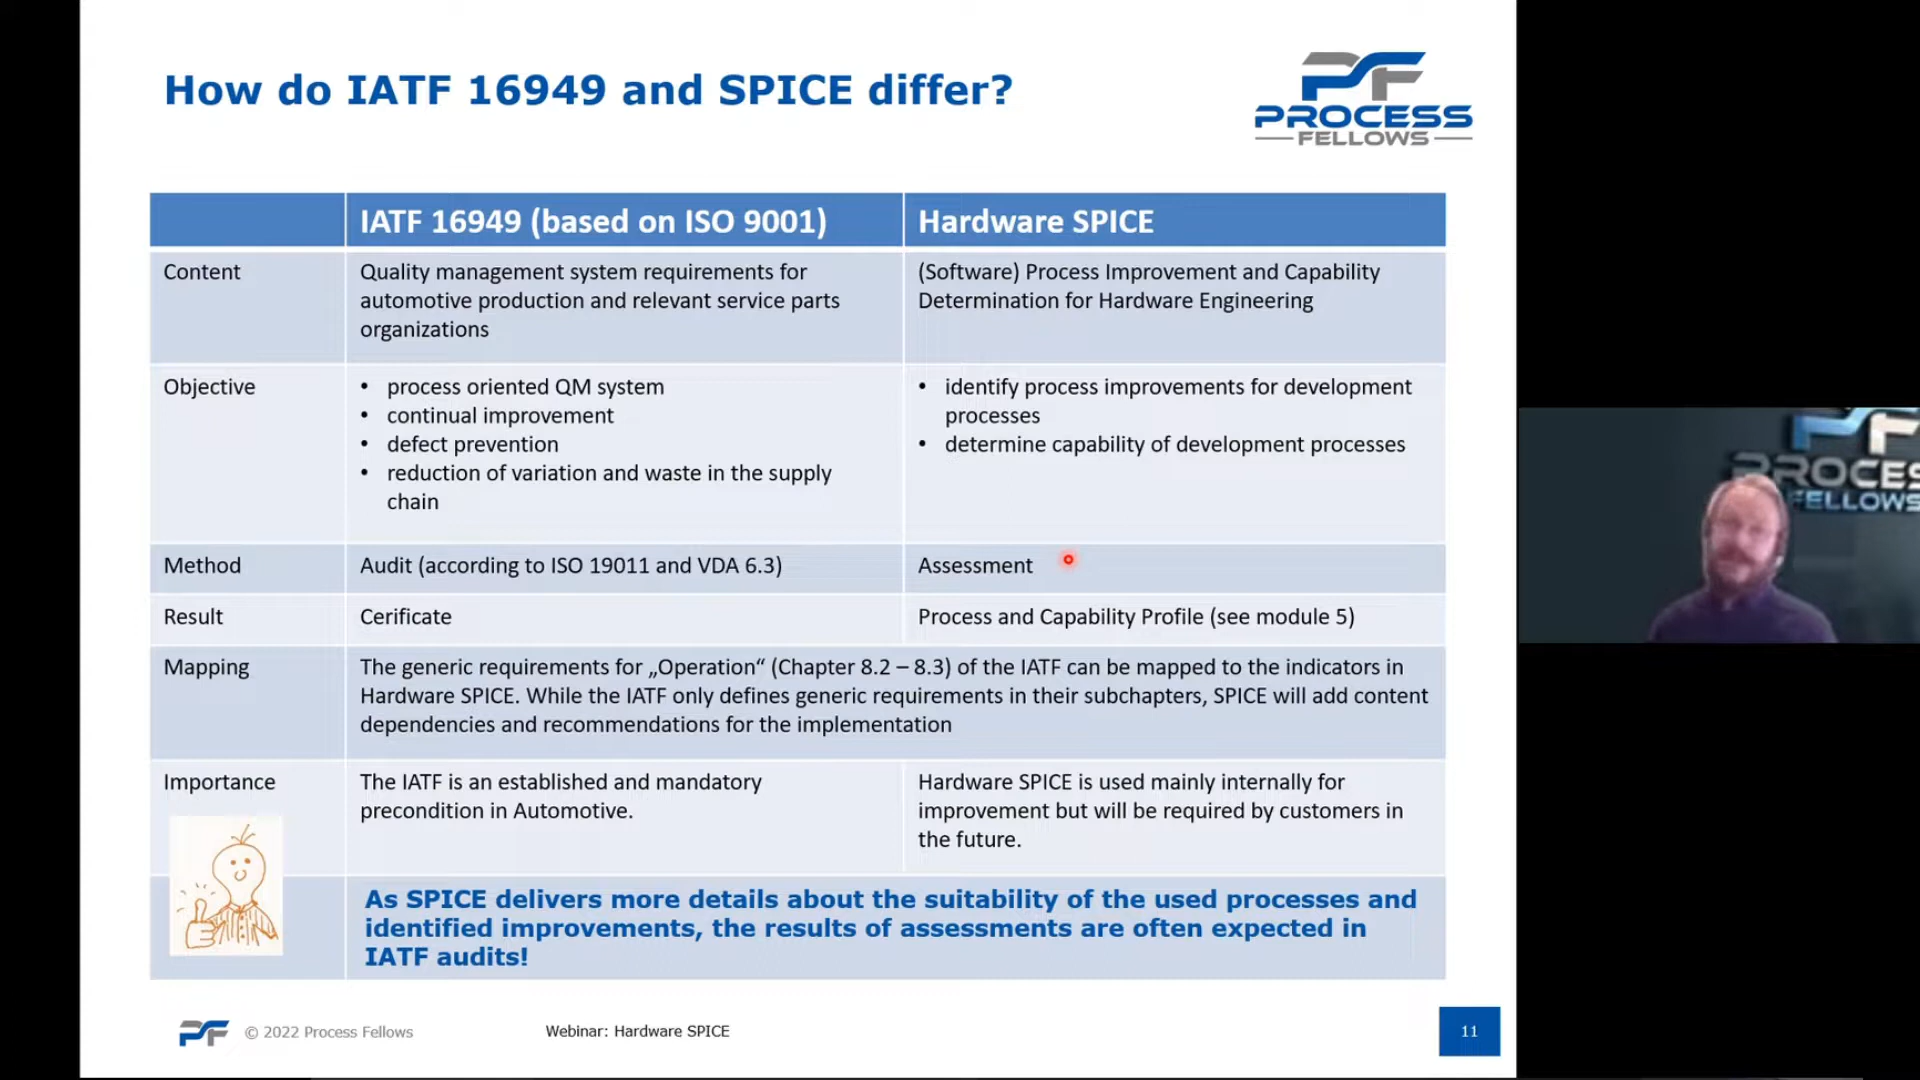 How do IATF 16949 and SPICE differ?
PROCESS
FELLOWS
IATF 16949 (based on ISO 9001)
Hardware SPICE
Content
Quality management system requirements for
automotive production and relevant service parts
organizations
(Software) Process Improvement and Capability
Determination for Hardware Engineering
Objective
• process oriented QM system
• continual improvement
• defect prevention
• reduction of variation and waste in the supply
chain
• identify process improvements for development
processes
• determine capability of development processes
Method
Audit (according to ISO 19011 and VDA 6.3)
Assessment
Result
Cerificate
Process and Capability Profile (see module 5)
Mapping
The generic requirements for „Operation“ (Chapter 8.2 – 8.3) of the IATF can be mapped to the indicators in
Hardware SPICE. While the IATF only defines generic requirements in their subchapters, SPICE will add content
dependencies and recommendations for the implementation
Importance
The IATF is an established and mandatory
precondition in Automotive.
Hardware SPICE is used mainly internally for
improvement but will be required by customers in
the future.
As SPICE delivers more details about the suitability of the used processes and
identified improvements, the results of assessments are often expected in
IATF audits!
PF
© 2022 Process Fellows
Webinar: Hardware SPICE
11
PROCES
FELLOWS